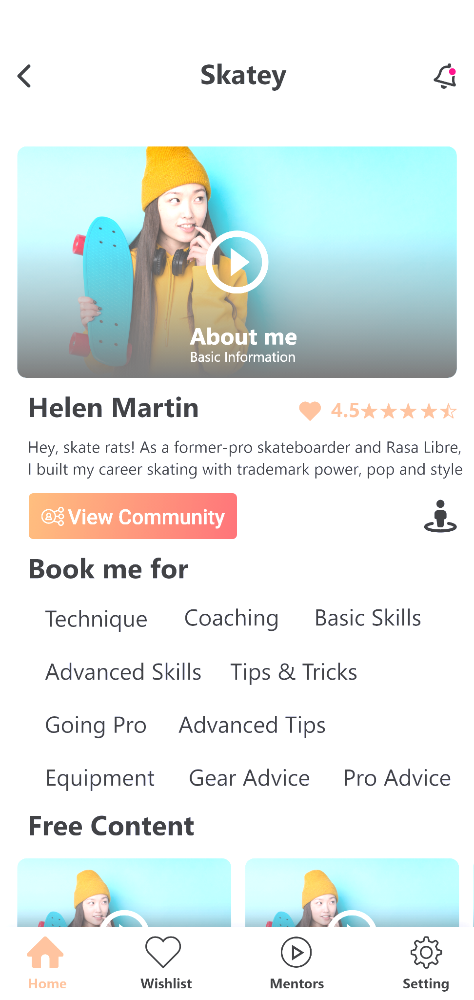 Skatey
About me
Basic Information
Helen Martin
4.5
Hey, skate rats! As a former-pro skateboarder and Rasa Libre,
I built my career skating with trademark power, pop and style
View Community
Book me for
Technique Coaching Basic Skills
Advanced Skills Tips & Tricks
Going Pro Advanced Tips
Equipment Gear Advice Pro Advice
Free Content
Home Wishlist Mentors Setting